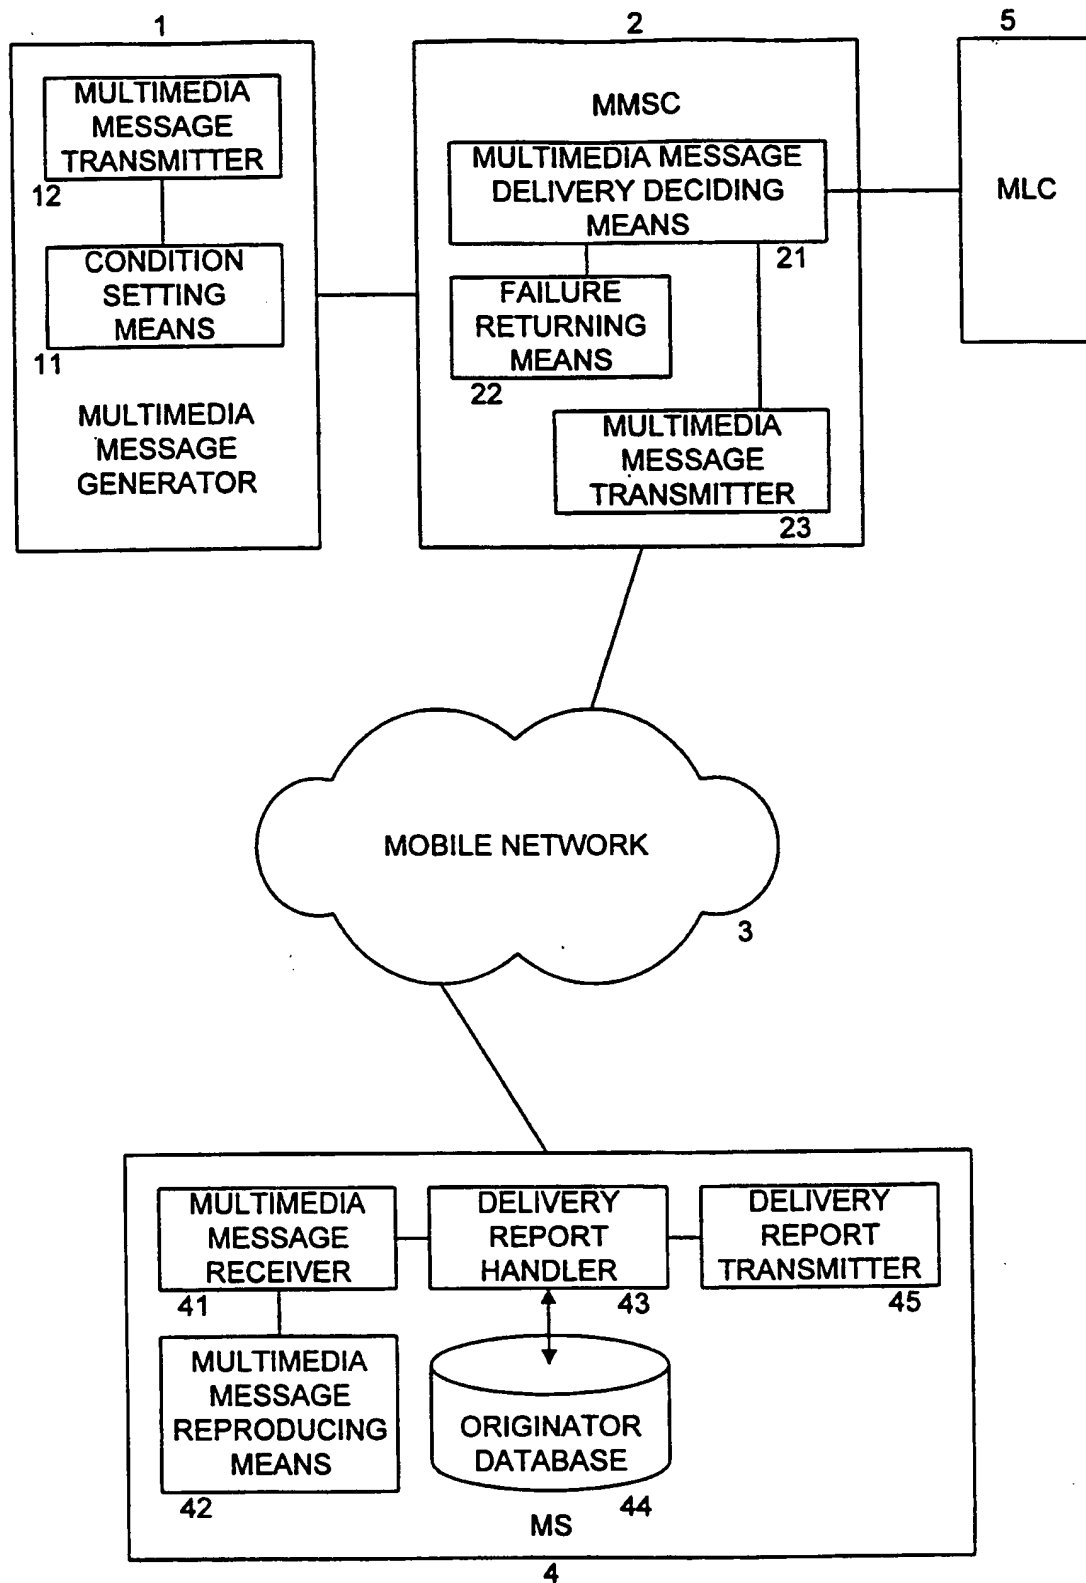 1
2
5
MULTIMEDIA
MESSAGE
TRANSMITTER
12
CONDITION
SETTING
MEANS
11
MULTIMEDIA
MESSAGE
GENERATOR
MMSC
MULTIMEDIA MESSAGE
DELIVERY DECIDING
MEANS
21
FAILURE
RETURNING
MEANS
22
MULTIMEDIA
MESSAGE
TRANSMITTER
23
MLC
MOBILE NETWORK
3
MULTIMEDIA
MESSAGE
RECEIVER
41
DELIVERY
REPORT
HANDLER
43
DELIVERY
REPORT
TRANSMITTER
45
MULTIMEDIA
MESSAGE
REPRODUCING
MEANS
42
ORIGINATOR
DATABASE
44
MS
4